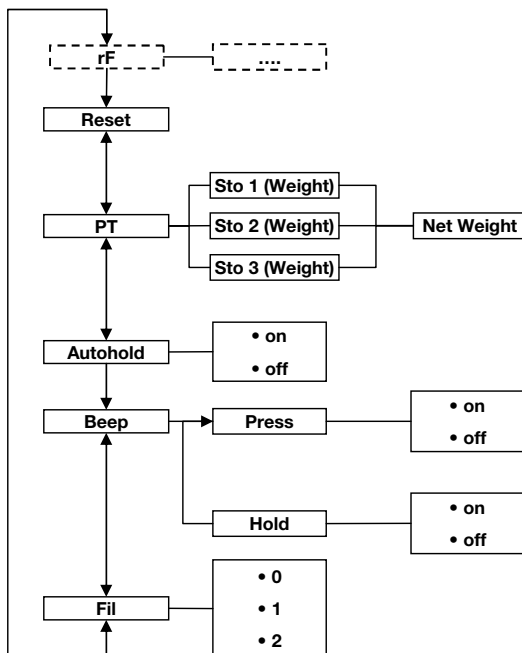 rF
....
Reset
Sto 1 (Weight)
PT
Sto 2 (Weight)
Net Weight
Sto 3 (Weight)
Autohold
• on
• off
Beep
Press
• on
• off
Hold
• on
• off
Fil
• 0
• 1
• 2